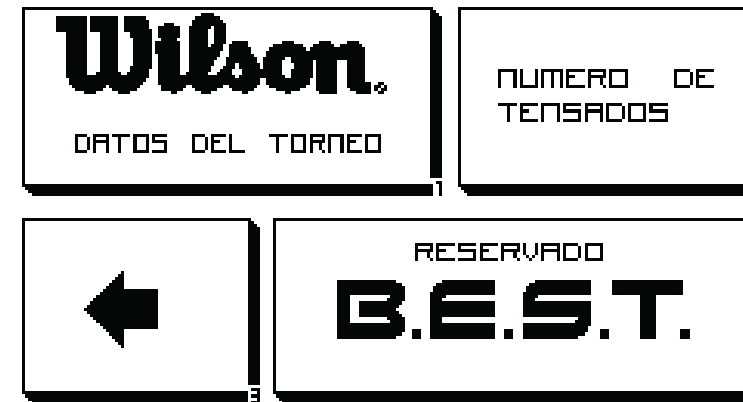 Wilson®
DATOS DEL TORNEO
1
NUMERO DE
TENSADOS
3
RESERVADO
B.E.S.T.